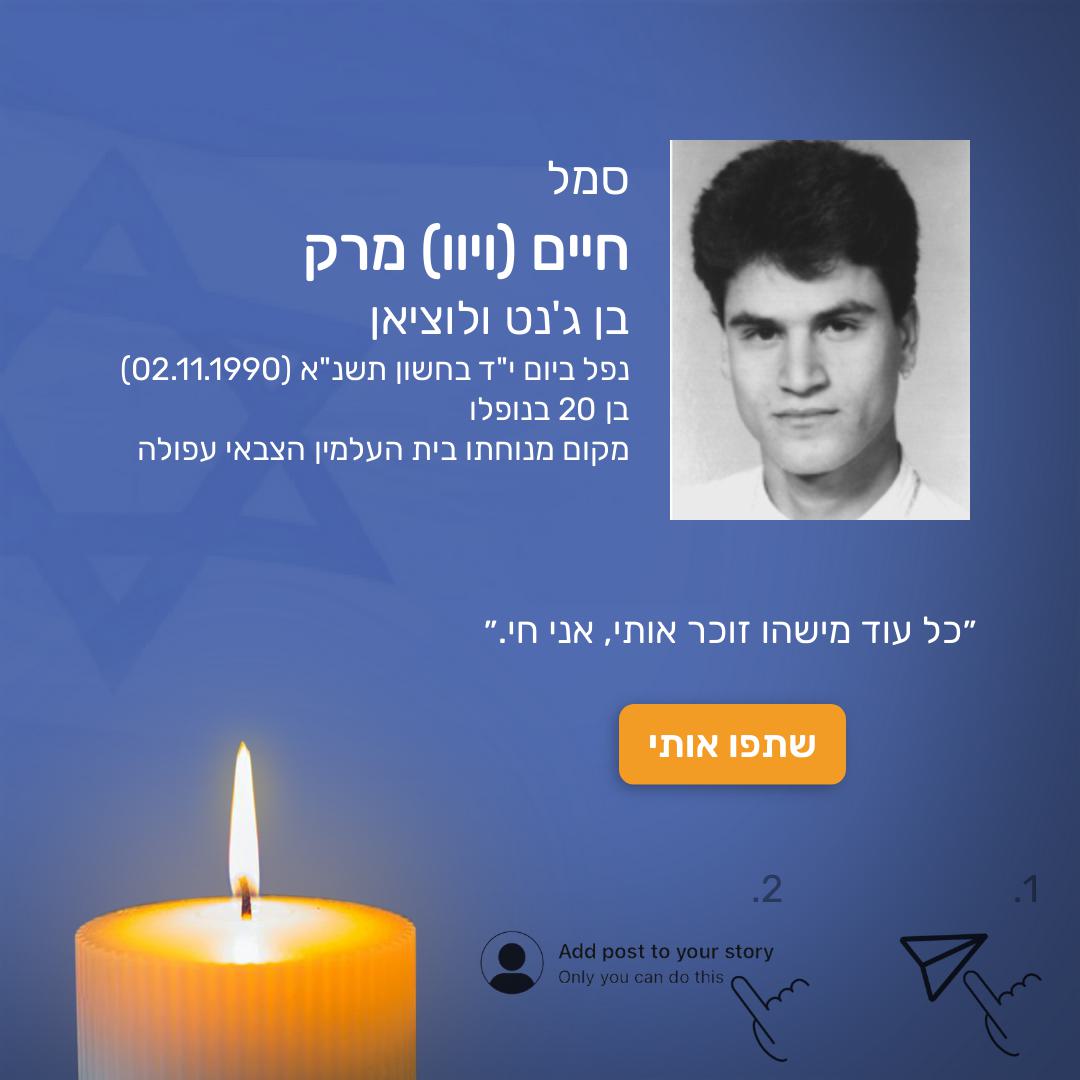 סמל
חיים (ויוו) מרק
בן ג'נט ולוציאן
נפל ביום י"ד בחשון תשנ"א (02.11.1990)
בן 20 בנופלו
מקום מנוחתו בית העלמין הצבאי עפולה
״כל עוד מישהו זוכר אותי, אני חי.״
שתפו אותי
1.
2.
Add post to your story
Only you can do this